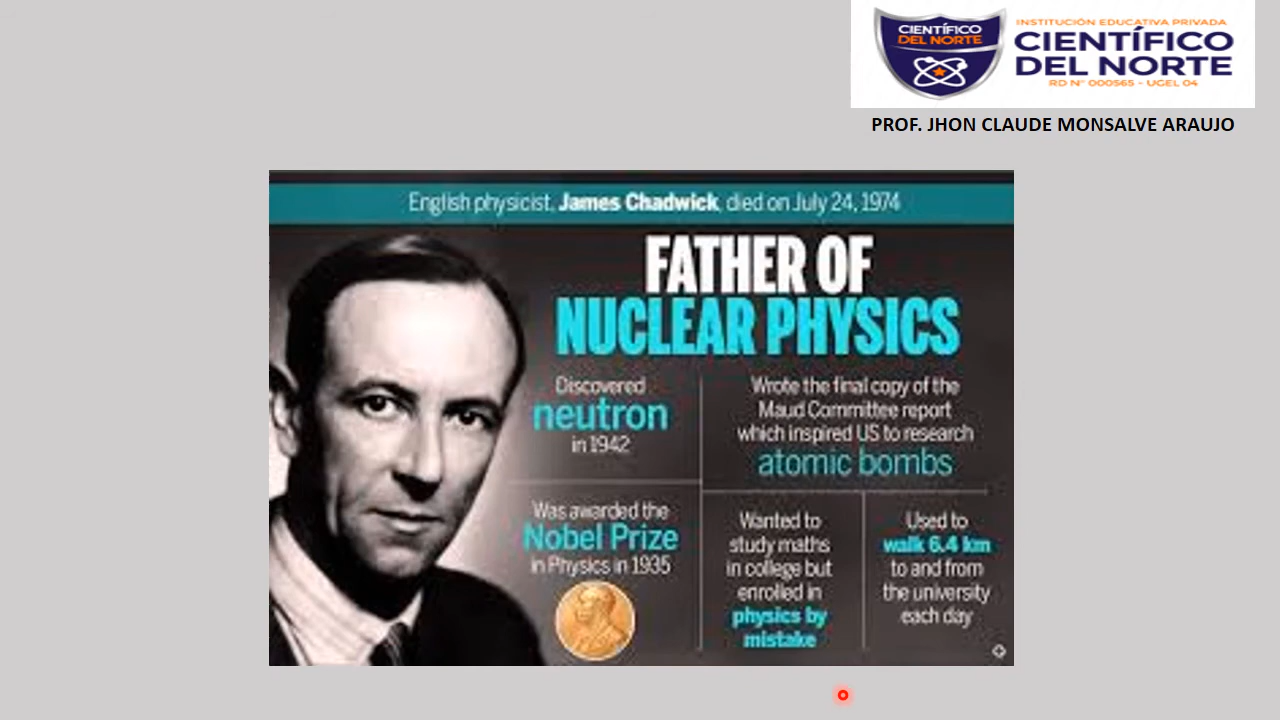 CIENTÍFICO
DEL NORTE
INSTITUCIÓN EDUCATIVA PRIVADA
CIENTÍFICO
DEL NORTE
RD N° 000565 - UGEL 04
PROF. JHON CLAUDE MONSALVE ARAUJO
English physicist, James Chadwick, died on July 24, 1974
FATHER OF
NUCLEAR PHYSICS
Discovered
neutron
in 1942
Wrote the final copy of the
Maud Committee report
which inspired US to research
atomic bombs
Was awarded the
Nobel Prize
in Physics in 1935
Wanted to
study maths
in college but
enrolled in
physics by
mistake
Used to
walk 6.4 km
to and from
the university
each day